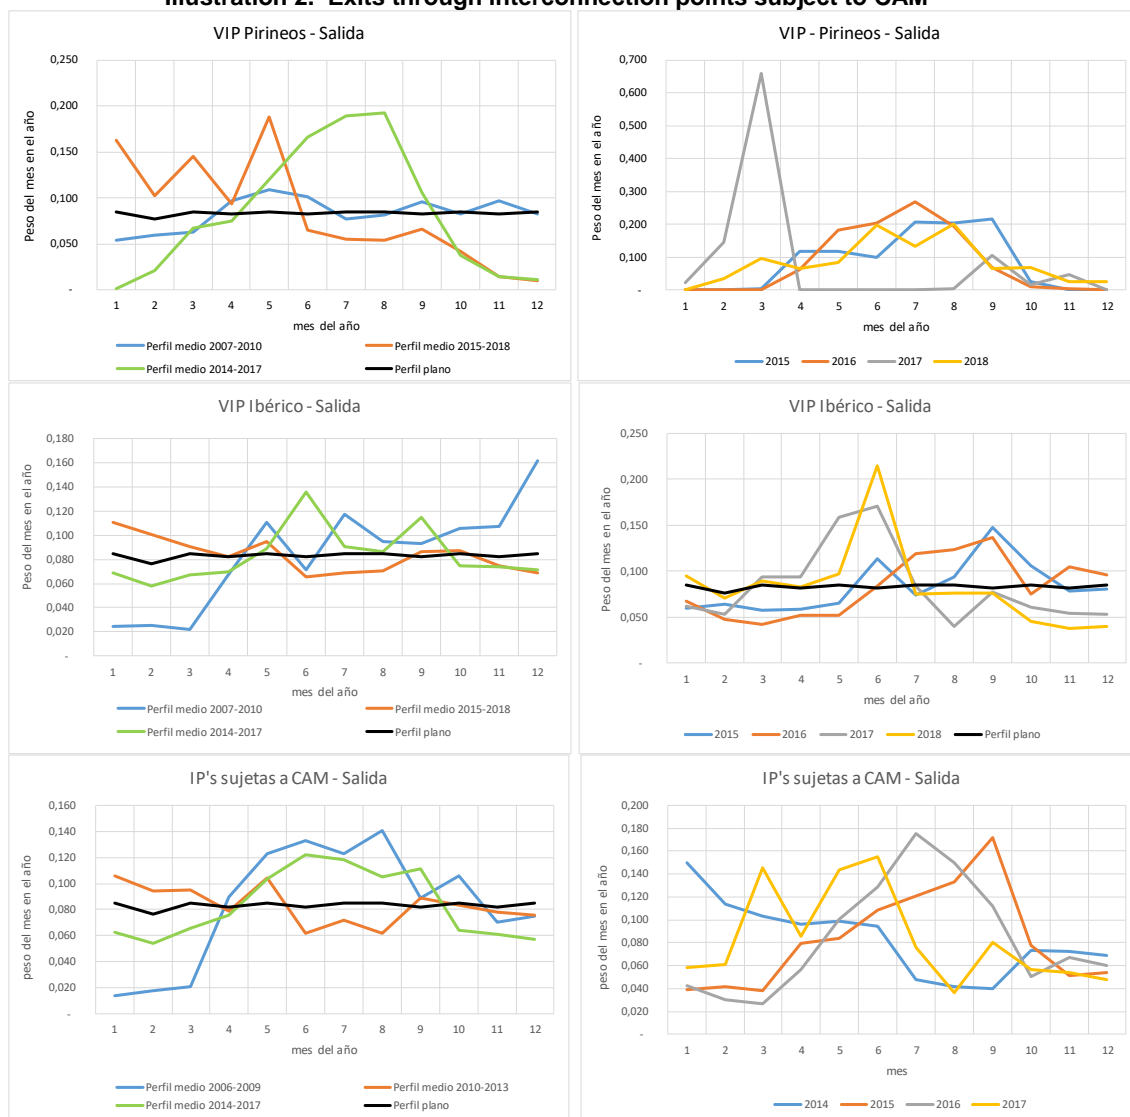 Illustration 2. Exits through interconnection points subject to CAM
VIP Pirineos - Salida
Peso del mes en el año
0,250
0,200
0,150
0,100
0,050
-
1 2 3 4 5 6 7 8 9 10 11 12
mes del año
Perfil medio 2007-2010 Perfil medio 2015-2018
Perfil medio 2014-2017 Perfil plano
VIP - Pirineos - Salida
Peso del mes en el año
0,700
0,600
0,500
0,400
0,300
0,200
0,100
-
1 2 3 4 5 6 7 8 9 10 11 12
mes del año
2015 2016 2017 2018
VIP Ibérico - Salida
Peso del mes en el año
0,180
0,160
0,140
0,120
0,100
0,080
0,060
0,040
0,020
-
1 2 3 4 5 6 7 8 9 10 11 12
mes del año
Perfil medio 2007-2010 Perfil medio 2015-2018
Perfil medio 2014-2017 Perfil plano
VIP Ibérico - Salida
Peso del mes en el año
0,250
0,200
0,150
0,100
0,050
-
1 2 3 4 5 6 7 8 9 10 11 12
mes del año
2015 2016 2017 2018 Perfil plano
IP's sujetas a CAM - Salida
peso del mes en el año
0,160
0,140
0,120
0,100
0,080
0,060
0,040
0,020
-
1 2 3 4 5 6 7 8 9 10 11 12
mes del año
Perfil medio 2006-2009 Perfil medio 2010-2013
Perfil medio 2014-2017 Perfil plano
IP's sujetas a CAM - Salida
peso del mes en el año
0,200
0,180
0,160
0,140
0,120
0,100
0,080
0,060
0,040
0,020
-
1 2 3 4 5 6 7 8 9 10 11 12
mes
2014 2015 2016 2017